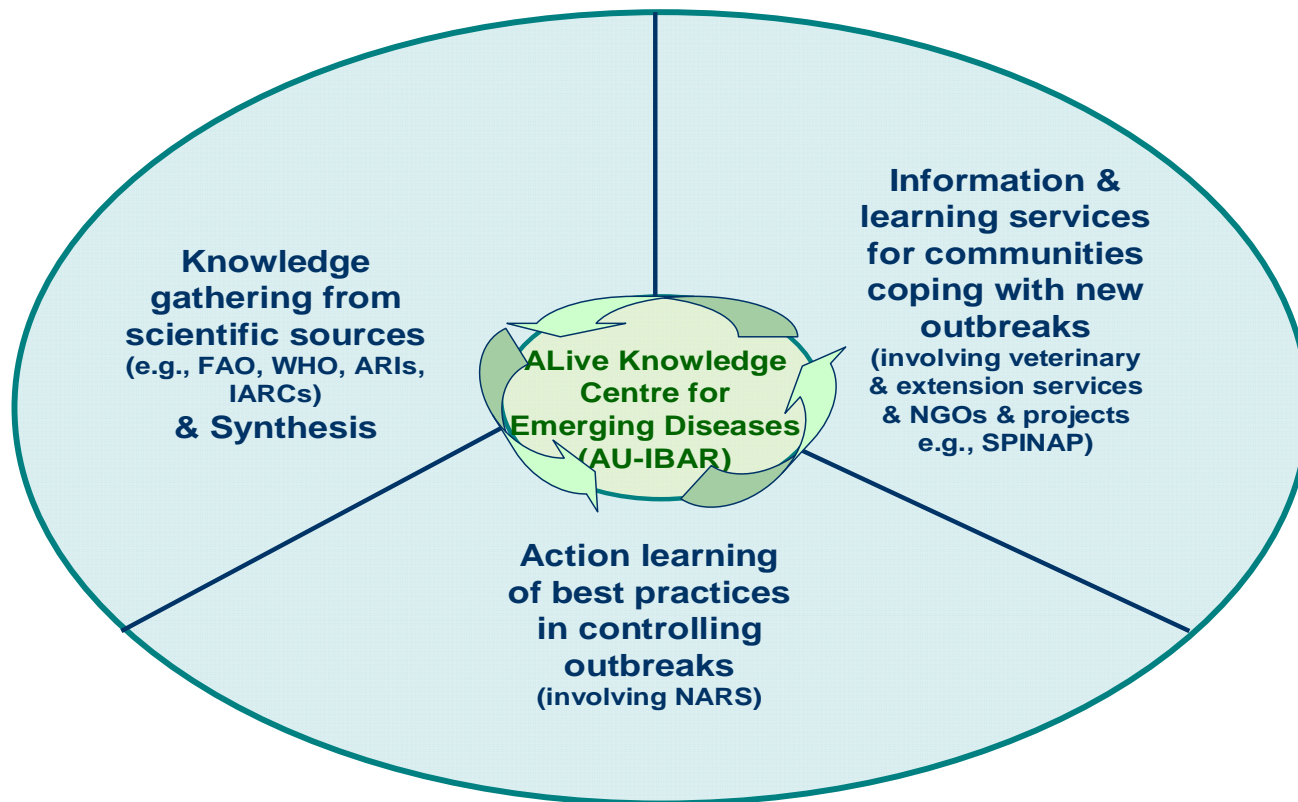 Knowledge
gathering from
scientific sources
(e.g., FAO, WHO, ARIs,
IARCs)
& Synthesis
Information &
learning services
for communities
coping with new
outbreaks
(involving veterinary
& extension services
& NGOs & projects
e.g., SPINAP)
ALive Knowledge
Centre for
Emerging Diseases
(AU-IBAR)
Action learning
of best practices
in controlling
outbreaks
(involving NARS)